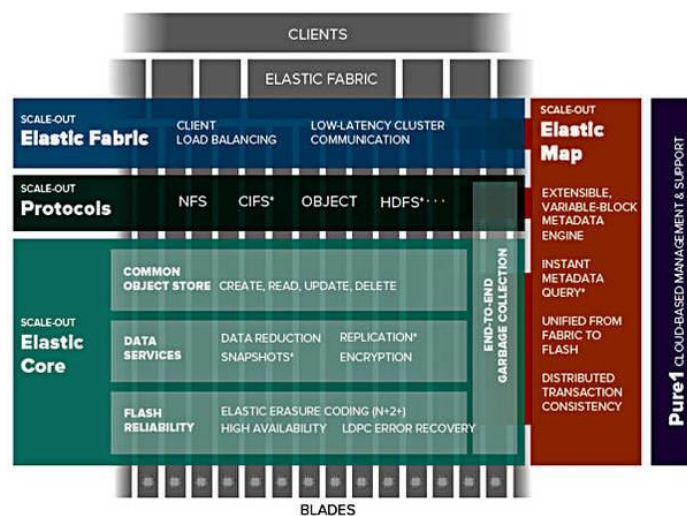 CLIENTS
ELASTIC FABRIC
SCALE-OUT
Elastic Fabric
CLIENT
LOAD BALANCING
LOW-LATENCY CLUSTER
COMMUNICATION
SCALE-OUT
Protocols
NFS
CIFS*
OBJECT
HDFS*···
SCALE-OUT
Elastic
Core
COMMON
OBJECT STORE
CREATE, READ, UPDATE, DELETE
DATA
SERVICES
DATA REDUCTION
REPLICATION*
SNAPSHOTS*
ENCRYPTION
FLASH
RELIABILITY
ELASTIC ERASURE CODING (N+2+)
HIGH AVAILABILITY
LDPC ERROR RECOVERY
END-TO-END
GARBAGE COLLECTION
SCALE-OUT
Elastic
Map
EXTENSIBLE,
VARIABLE-BLOCK
METADATA
ENGINE
INSTANT
METADATA
QUERY*
UNIFIED FROM
FABRIC TO
FLASH
DISTRIBUTED
TRANSACTION
CONSISTENCY
Pure1 CLOUD-BASED MANAGEMENT & SUPPORT
BLADES